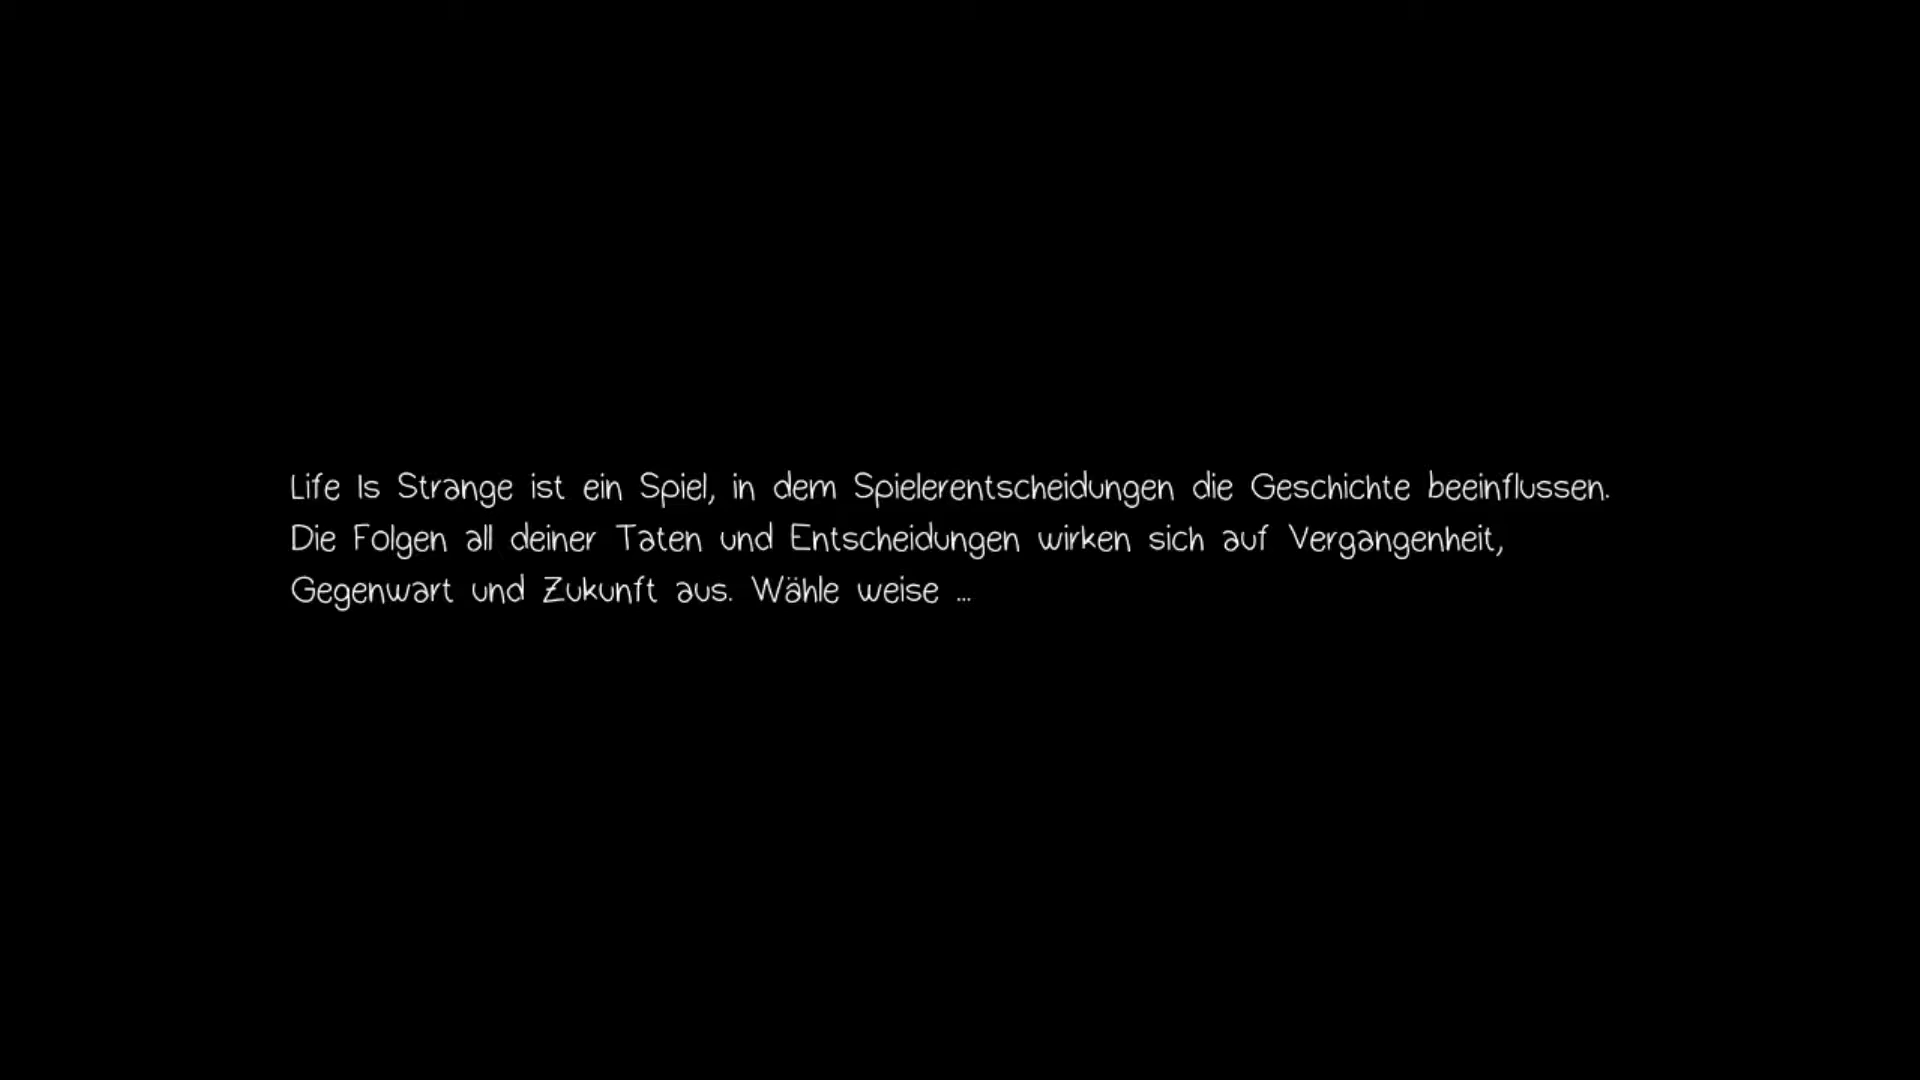 Life Is Strange ist ein Spiel, in dem Spielerentscheidungen die Geschichte beeinflussen.
Die Folgen all deiner Taten und Entscheidungen wirken sich auf Vergangenheit,
Gegenwart und Zukunft aus. Wähle weise ...